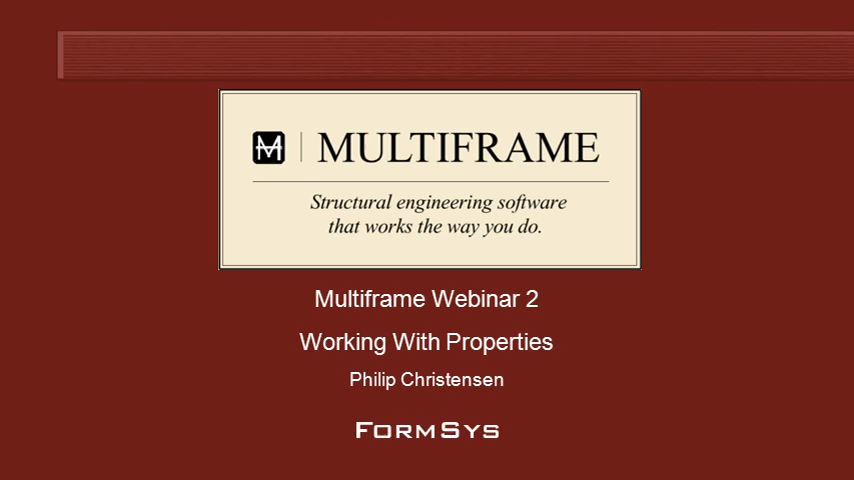 MULTIFRAME
Structural engineering software
that works the way you do.
Multiframe Webinar 2
Working With Properties
Philip Christensen
FORMSYS